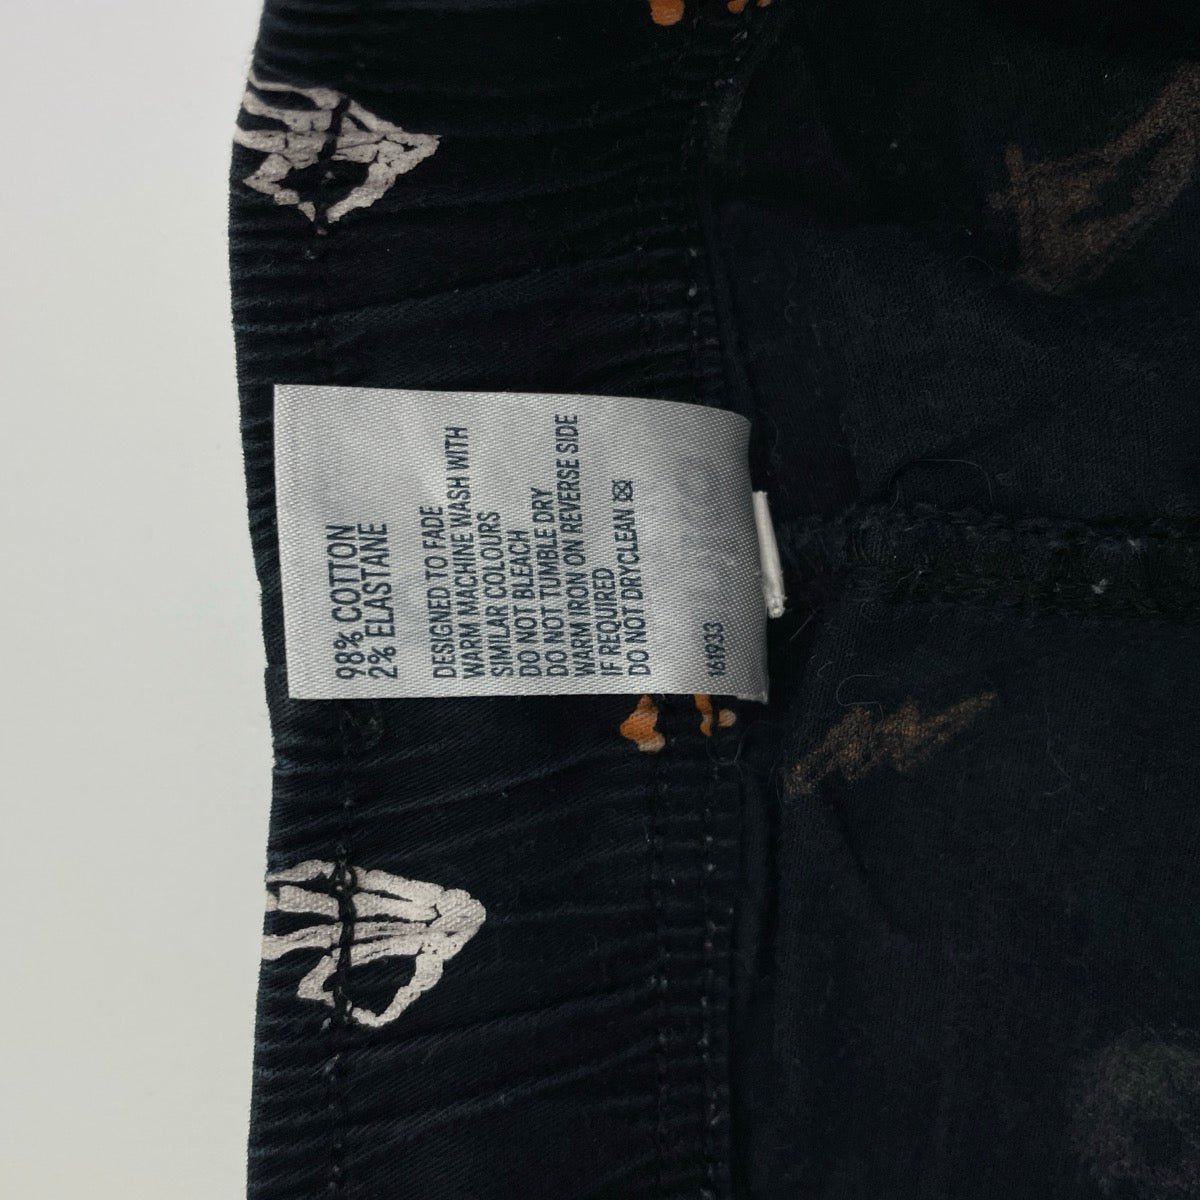 98% COTTON
2% ELASTANE
DESIGNED TO FADE
WARM MACHINE WASH WITH
SIMILAR COLOURS
DO NOT BLEACH
DO NOT TUMBLE DRY
WARM IRON ON REVERSE SIDE
IF REQUIRED
DO NOT DRYCLEAN
161933